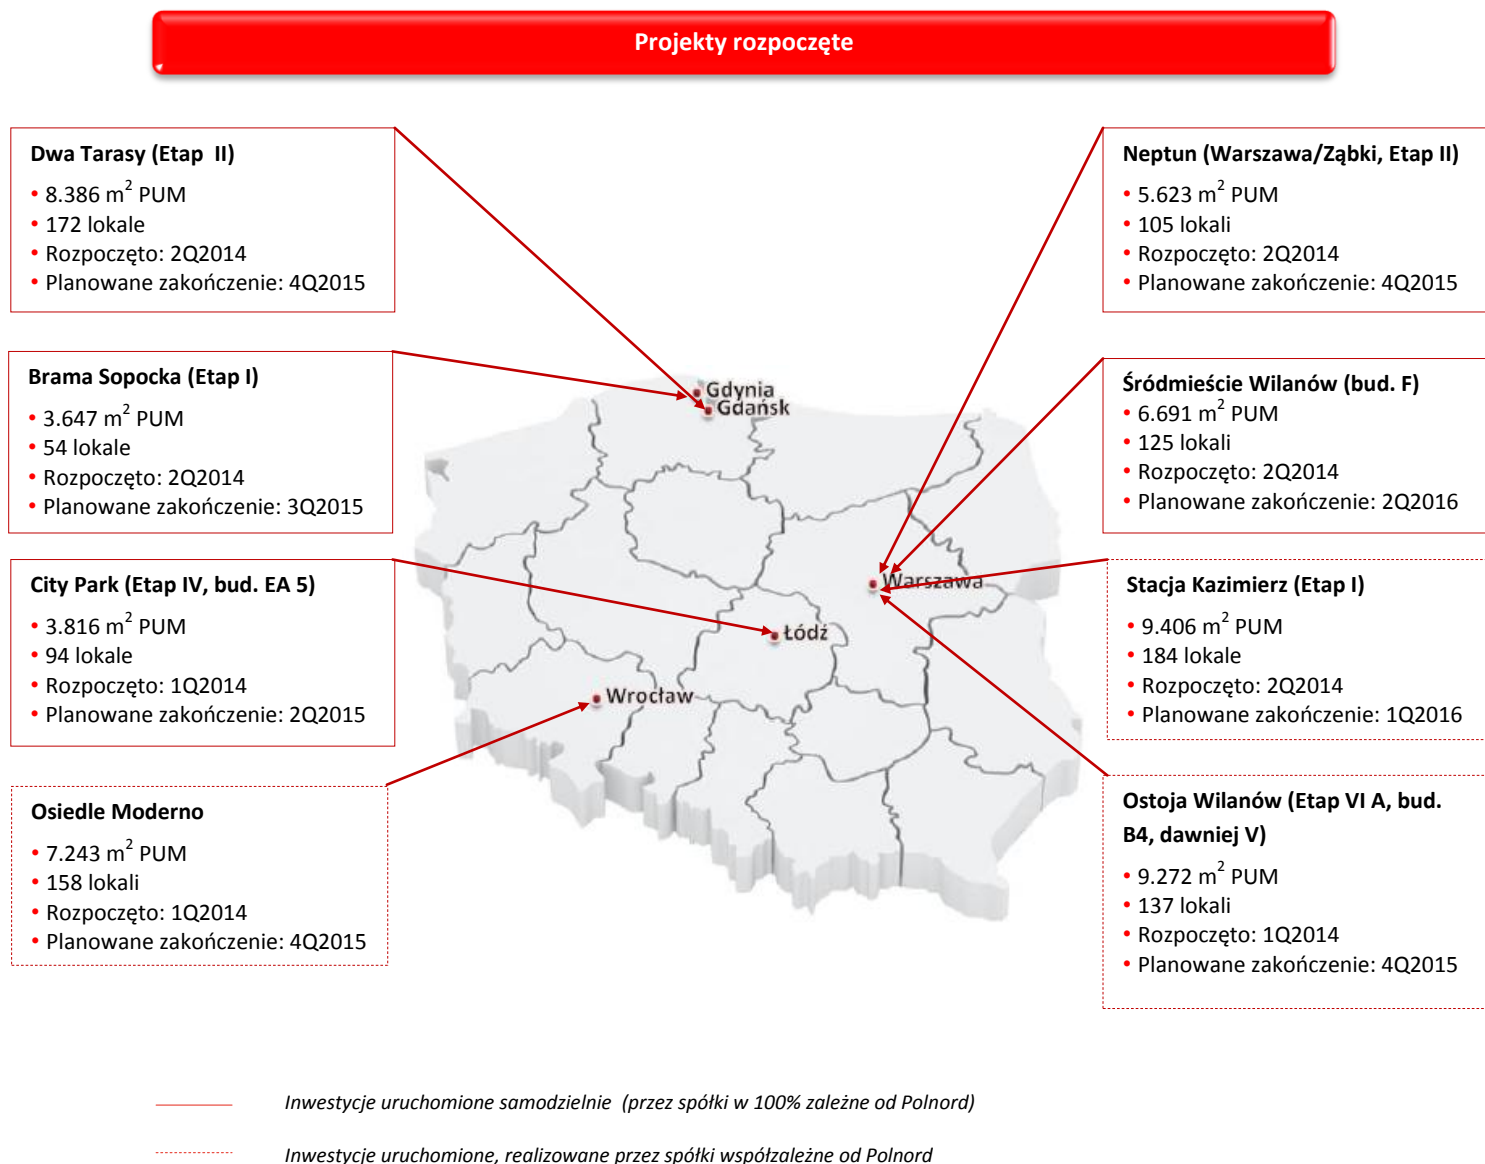 Projekty rozpoczęte
Dwa Tarasy (Etap II)
• 8.386 m² PUM
• 172 lokale
• Rozpoczęto: 2Q2014
• Planowane zakończenie: 4Q2015
Brama Sopocka (Etap I)
• 3.647 m² PUM
• 54 lokale
• Rozpoczęto: 2Q2014
• Planowane zakończenie: 3Q2015
City Park (Etap IV, bud. EA 5)
• 3.816 m² PUM
• 94 lokale
• Rozpoczęto: 1Q2014
• Planowane zakończenie: 2Q2015
Osiedle Moderno
• 7.243 m² PUM
• 158 lokali
• Rozpoczęto: 1Q2014
• Planowane zakończenie: 4Q2015
Gdynia
Gdańsk
Warszawa
Łódź
Wrocław
Neptun (Warszawa/Ząbki, Etap II)
• 5.623 m² PUM
• 105 lokali
• Rozpoczęto: 2Q2014
• Planowane zakończenie: 4Q2015
Śródmieście Wilanów (bud. F)
• 6.691 m² PUM
• 125 lokali
• Rozpoczęto: 2Q2014
• Planowane zakończenie: 2Q2016
Stacja Kazimierz (Etap I)
• 9.406 m² PUM
• 184 lokale
• Rozpoczęto: 2Q2014
• Planowane zakończenie: 1Q2016
Ostoja Wilanów (Etap VI A, bud.
B4, dawniej V)
• 9.272 m² PUM
• 137 lokali
• Rozpoczęto: 1Q2014
• Planowane zakończenie: 4Q2015
Inwestycje uruchomione samodzielnie (przez spółki w 100% zależne od Polnord)
Inwestycje uruchomione, realizowane przez spółki współzależne od Polnord